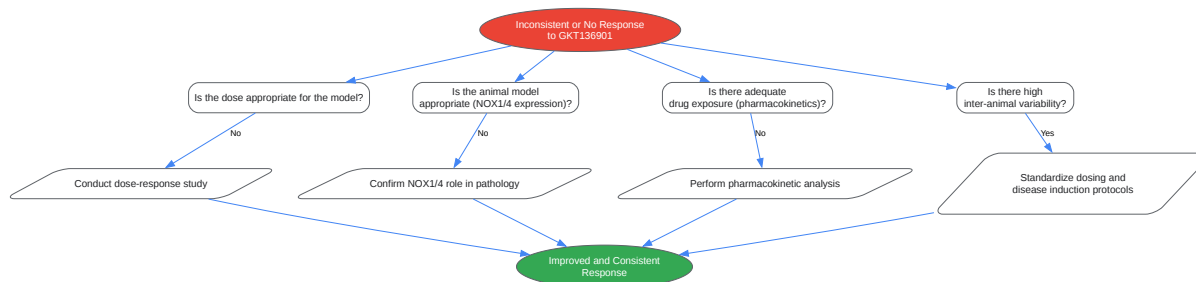 Inconsistent or No Response
to GKT136901
Is the dose appropriate for the model?
Is the animal model
appropriate (NOX1/4 expression)?
Is there adequate
drug exposure (pharmacokinetics)?
Is there high
inter-animal variability?
No
No
No
Yes
Conduct dose-response study
Confirm NOX1/4 role in pathology
Perform pharmacokinetic analysis
Standardize dosing and
disease induction protocols
Improved and Consistent
Response